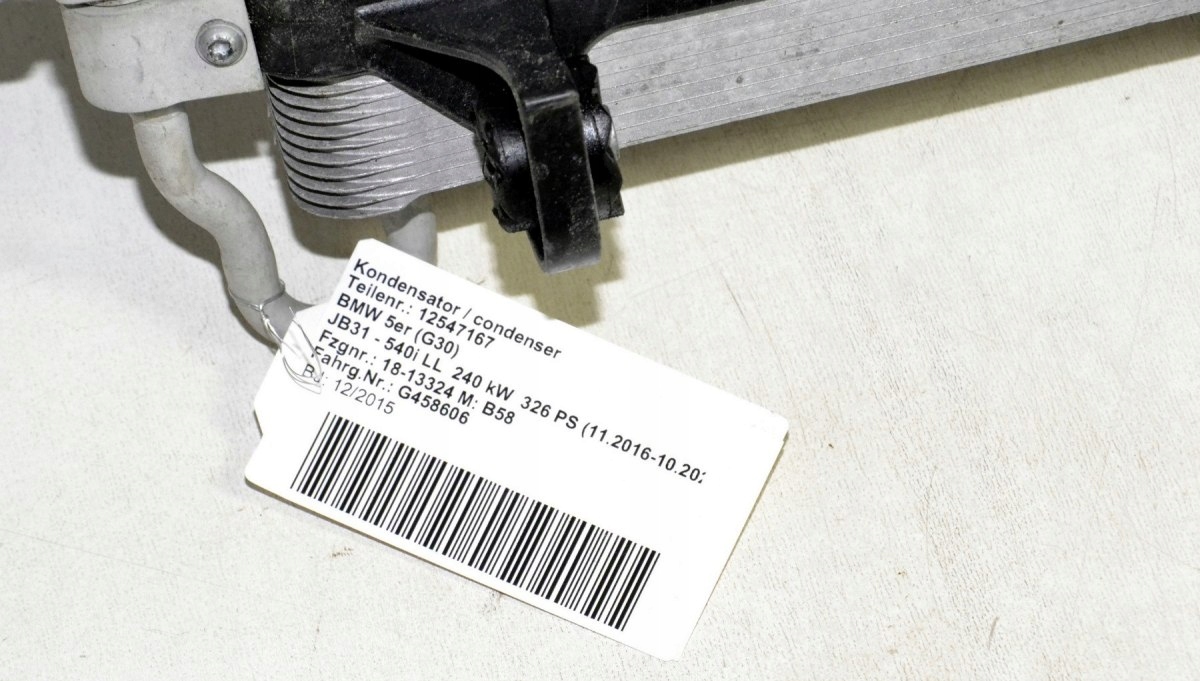 Kondensator / condenser
Teilenr.: 12547167
BMW 5er (G30)
JB31 - 540i LL 240 kW 326 PS (11.2016-10.202
Fzgnr.: 18-13324 M: B58
Fahrg.Nr.: G458606
12/2015